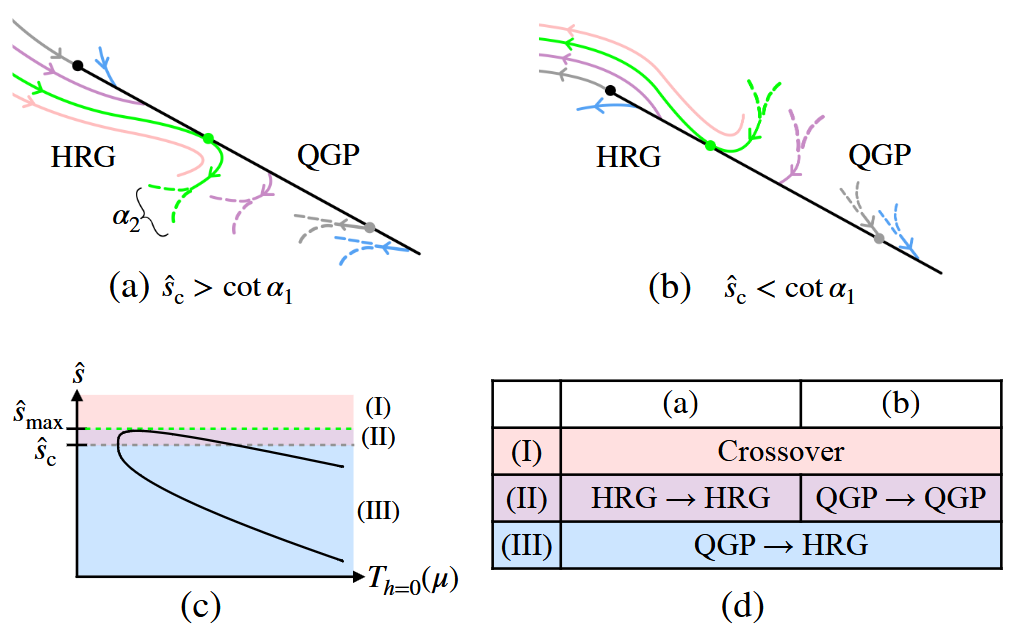 HRG
QGP
α₂
(a) ŝc > cot α₁
HRG
QGP
(b) ŝc < cot α₁
ŝ
ŝmax
ŝc
(I)
(II)
(III)
Tₕ₌₀(μ)
(c)
(a) (b)
(I) Crossover
(II) HRG → HRG QGP → QGP
(III) QGP → HRG
(d)